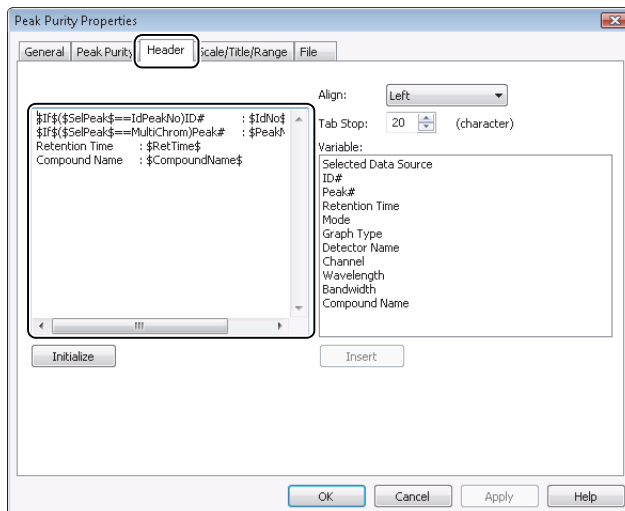 Peak Purity Properties
General Peak Purity Header Scale/Title/Range File
Align: Left
Tab Stop: 20 (character)
Variable:
$If$($SelPeak$==IdPeakNo)ID# : $IdNo$
$If$($SelPeak$==MultiChrom)Peak# : $PeakN
Retention Time : $RetTime$
Compound Name : $CompoundName$
Selected Data Source
ID#
Peak#
Retention Time
Mode
Graph Type
Detector Name
Channel
Wavelength
Bandwidth
Compound Name
Initialize
Insert
OK Cancel Apply Help